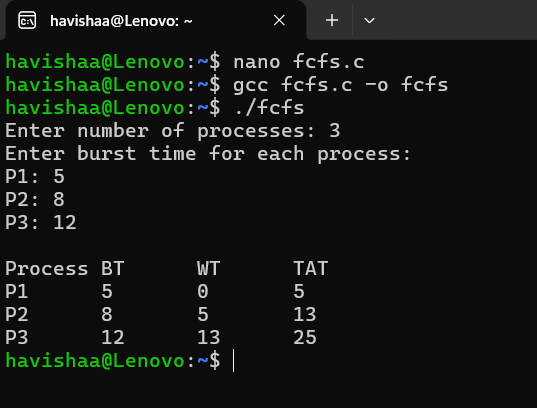 havishaa@Lenovo: ~
havishaa@Lenovo:~$ nano fcfs.c
havishaa@Lenovo:~$ gcc fcfs.c -o fcfs
havishaa@Lenovo:~$ ./fcfs
Enter number of processes: 3
Enter burst time for each process:
P1: 5
P2: 8
P3: 12
Process BT      WT      TAT
P1      5       0       5
P2      8       5       13
P3      12      13      25
havishaa@Lenovo:~$